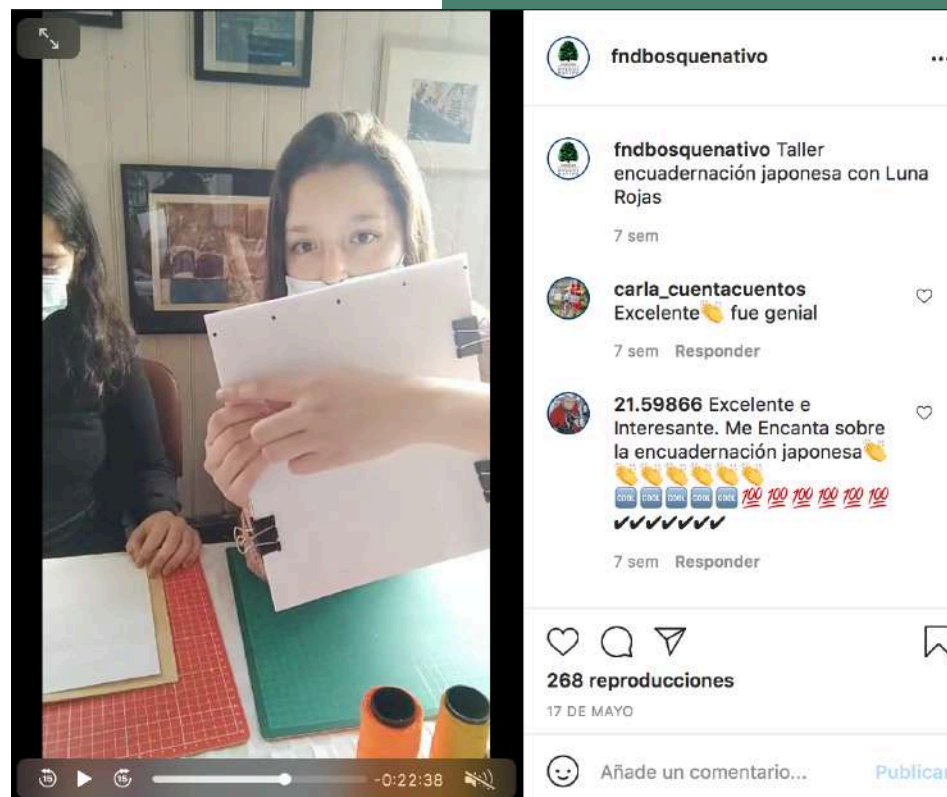 fndbosquenativo
fndbosquenativo Taller
encuadernación japonesa con Luna
Rojas
7 sem
carla_cuentacuentos
Excelente👏 fue genial
7 sem Responder
21.59866 Excelente e
Interesante. Me Encanta sobre
la encuadernación japonesa👏
👏👏👏👏👏👏
🆒🆒🆒🆒🆒💯💯💯💯💯💯
✔✔✔✔✔✔✔
7 sem Responder
268 reproducciones
17 DE MAYO
Añade un comentario...
Publicar
15
15
-0:22:38